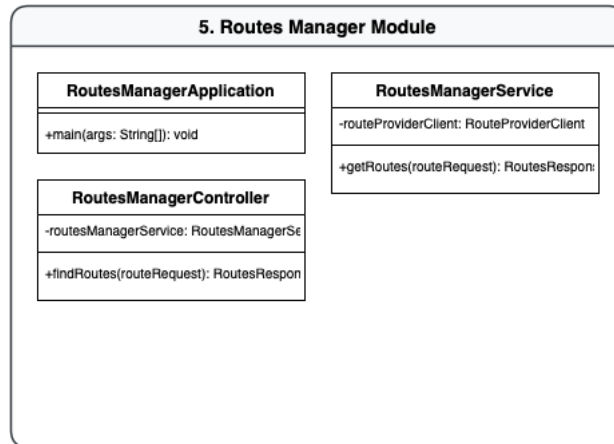 5. Routes Manager Module
RoutesManagerApplication
+main(args: String[]): void
RoutesManagerService
-routeProviderClient: RouteProviderClient
+getRoutes(routeRequest): RoutesRespons
RoutesManagerController
-routesManagerService: RoutesManagerSe
+findRoutes(routeRequest): RoutesRespon